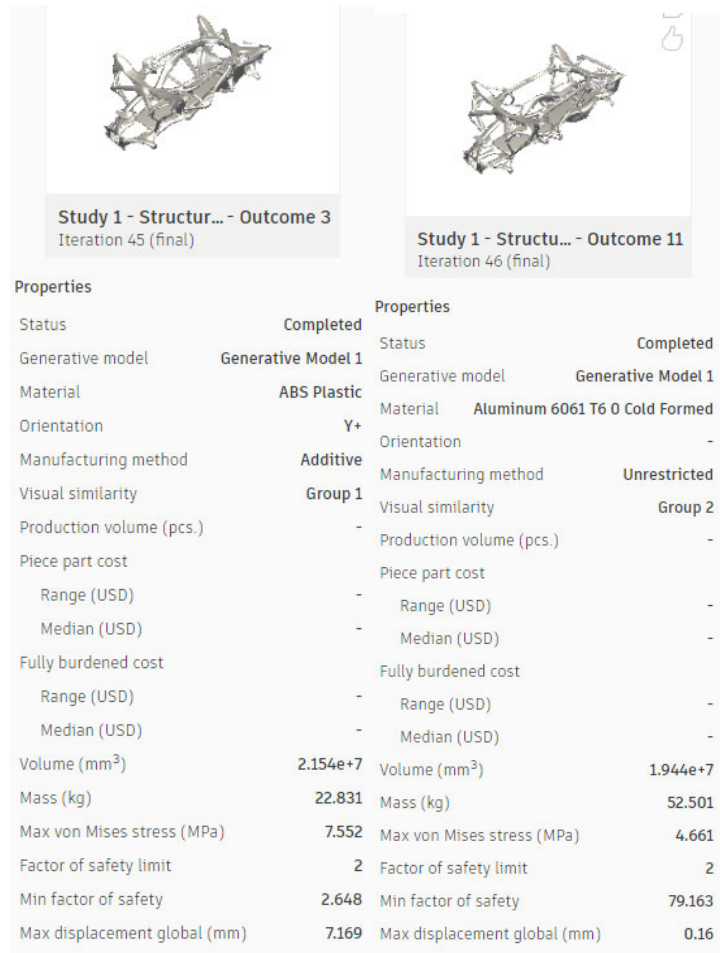 Study 1 - Structur... - Outcome 3
Iteration 45 (final)
Properties
Status Completed
Generative model Generative Model 1
Material ABS Plastic
Orientation Y+
Manufacturing method Additive
Visual similarity Group 1
Production volume (pcs.) -
Piece part cost
Range (USD) -
Median (USD) -
Fully burdened cost
Range (USD) -
Median (USD) -
Volume (mm³) 2.154e+7
Mass (kg) 22.831
Max von Mises stress (MPa) 7.552
Factor of safety limit 2
Min factor of safety 2.648
Max displacement global (mm) 7.169
Study 1 - Structu... - Outcome 11
Iteration 46 (final)
Properties
Status Completed
Generative model Generative Model 1
Material Aluminum 6061 T6 0 Cold Formed
Orientation -
Manufacturing method Unrestricted
Visual similarity Group 2
Production volume (pcs.) -
Piece part cost
Range (USD) -
Median (USD) -
Fully burdened cost
Range (USD) -
Median (USD) -
Volume (mm³) 1.944e+7
Mass (kg) 52.501
Max von Mises stress (MPa) 4.661
Factor of safety limit 2
Min factor of safety 79.163
Max displacement global (mm) 0.16